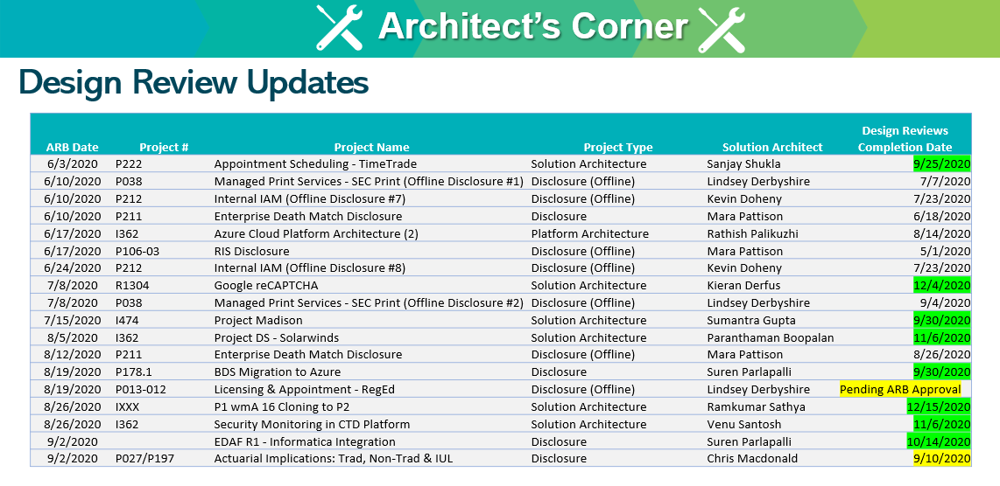 Architect's Corner
Design Review Updates
Design Reviews
ARB Date Project # Project Name Project Type Solution Architect Completion Date
6/3/2020 P222 Appointment Scheduling - TimeTrade Solution Architecture Sanjay Shukla 9/25/2020
6/10/2020 P038 Managed Print Services - SEC Print (Offline Disclosure #1) Disclosure (Offline) Lindsey Derbyshire 7/7/2020
6/10/2020 P212 Internal IAM (Offline Disclosure #7) Disclosure (Offline) Kevin Doheny 7/23/2020
6/10/2020 P211 Enterprise Death Match Disclosure Disclosure Mara Pattison 6/18/2020
6/17/2020 I362 Azure Cloud Platform Architecture (2) Platform Architecture Rathish Palikuzhi 8/14/2020
6/17/2020 P106-03 RIS Disclosure Disclosure (Offline) Mara Pattison 5/1/2020
6/24/2020 P212 Internal IAM (Offline Disclosure #8) Disclosure (Offline) Kevin Doheny 7/23/2020
7/8/2020 R1304 Google reCAPTCHA Solution Architecture Kieran Derfus 12/4/2020
7/8/2020 P038 Managed Print Services - SEC Print (Offline Disclosure #2) Disclosure (Offline) Lindsey Derbyshire 9/4/2020
7/15/2020 I474 Project Madison Solution Architecture Sumantra Gupta 9/30/2020
8/5/2020 I362 Project DS - Solarwinds Solution Architecture Paranthaman Boopalan 11/6/2020
8/12/2020 P211 Enterprise Death Match Disclosure Disclosure (Offline) Mara Pattison 8/26/2020
8/19/2020 P178.1 BDS Migration to Azure Disclosure Suren Parlapalli 9/30/2020
8/19/2020 P013-012 Licensing & Appointment - RegEd Disclosure (Offline) Lindsey Derbyshire Pending ARB Approval
8/26/2020 IXXX P1 wmA 16 Cloning to P2 Solution Architecture Ramkumar Sathya 12/15/2020
8/26/2020 I362 Security Monitoring in CTD Platform Solution Architecture Venu Santosh 11/6/2020
9/2/2020 EDAF R1 - Informatica Integration Disclosure Suren Parlapalli 10/14/2020
9/2/2020 P027/P197 Actuarial Implications: Trad, Non-Trad & IUL Disclosure Chris Macdonald 9/10/2020